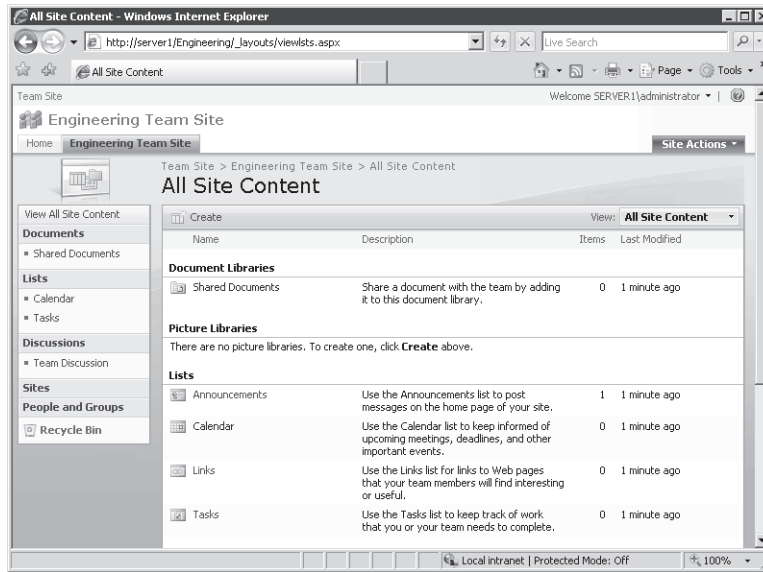 All Site Content - Windows Internet Explorer
http://server1/Engineering/_layouts/viewlsts.aspx
Live Search
All Site Content
Page
Tools
Team Site
Welcome SERVER1\administrator
Engineering Team Site
Home
Engineering Team Site
Site Actions
Team Site > Engineering Team Site > All Site Content
All Site Content
View All Site Content
Documents
Shared Documents
Lists
Calendar
Tasks
Discussions
Team Discussion
Sites
People and Groups
Recycle Bin
Create
View: All Site Content
Name Description Items Last Modified
Document Libraries
Shared Documents Share a document with the team by adding 0 1 minute ago
it to this document library.
Picture Libraries
There are no picture libraries. To create one, click Create above.
Lists
Announcements Use the Announcements list to post 1 1 minute ago
messages on the home page of your site.
Calendar Use the Calendar list to keep informed of 0 1 minute ago
upcoming meetings, deadlines, and other
important events.
Links Use the Links list for links to Web pages 0 1 minute ago
that your team members will find interesting
or useful.
Tasks Use the Tasks list to keep track of work 0 1 minute ago
that you or your team needs to complete.
Local intranet | Protected Mode: Off
100%